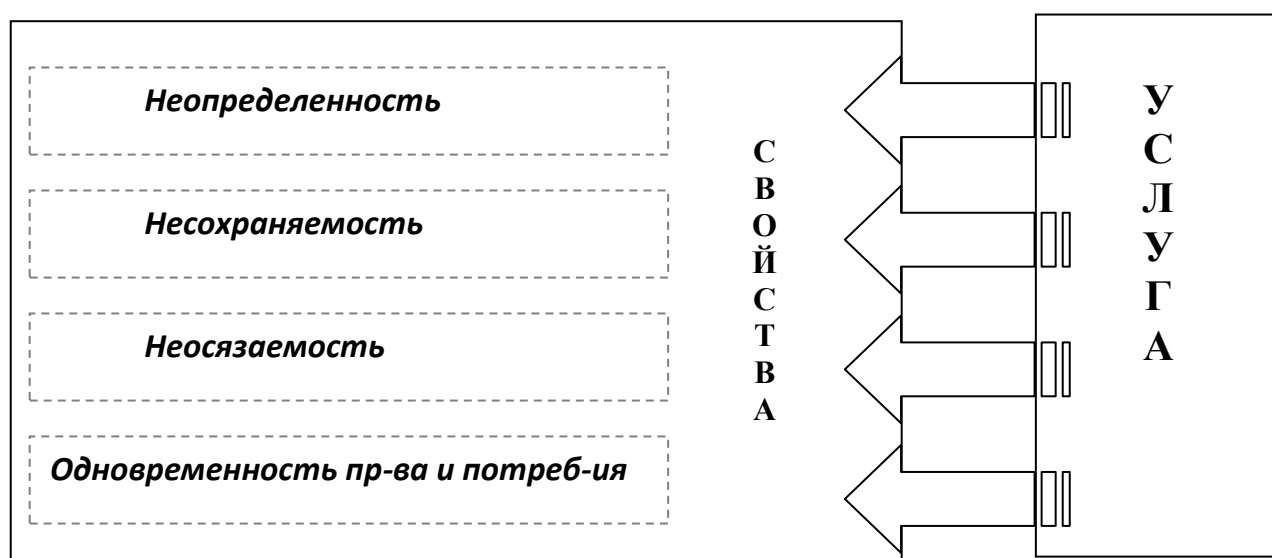 Неопределенность
Несохраняемость
Неосязаемость
Одновременность пр-ва и потреб-ия
СВОЙСТВА
УСЛУГА